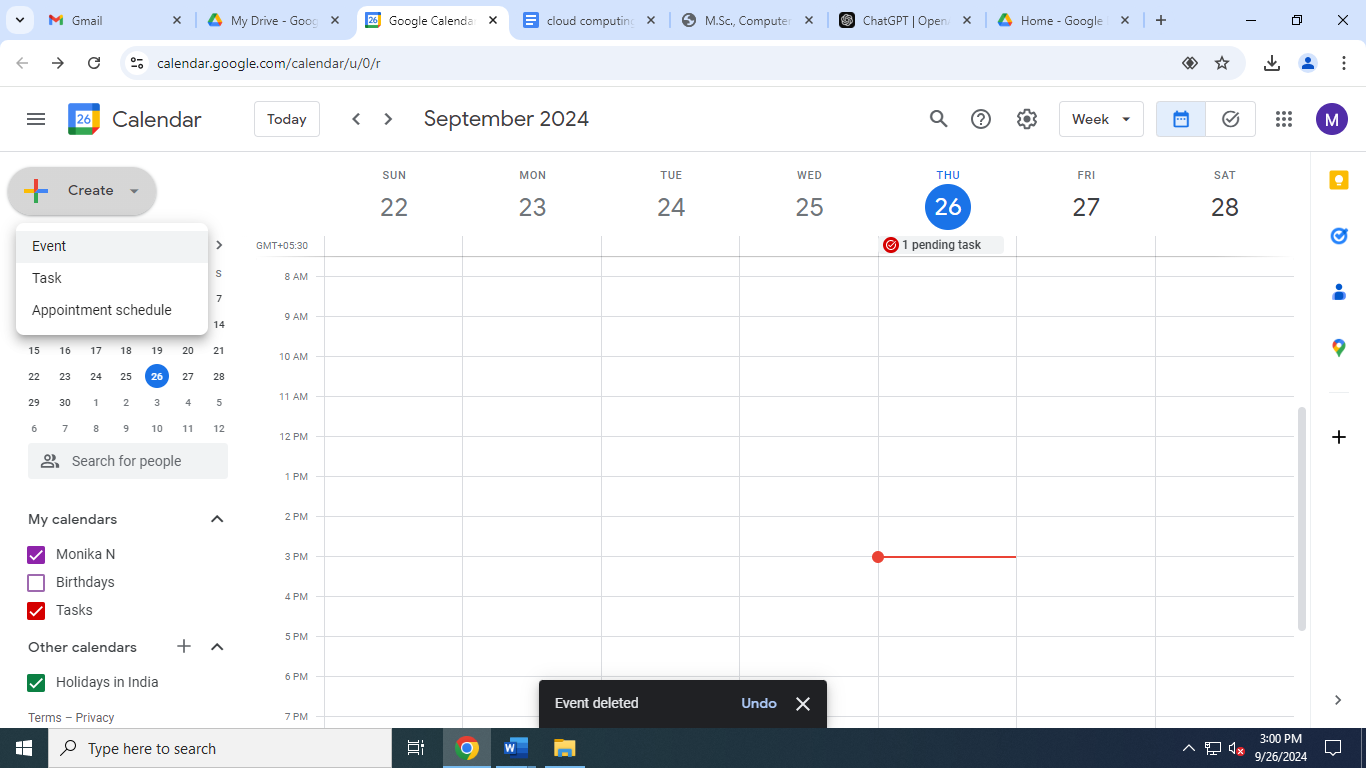 Gmail
My Drive - Goog
Google Calenda
cloud computing
M.Sc., Computer
ChatGPT | Open
Home - Google
calendar.google.com/calendar/u/0/r
26
Calendar
Today
September 2024
Week
M
Create
SUN
MON
TUE
WED
THU
FRI
SAT
22
23
24
25
26
27
28
GMT+05:30
1 pending task
Event
Task
Appointment schedule
S
7
14
15 16 17 18 19 20 21
22 23 24 25 26 27 28
29 30 1 2 3 4 5
6 7 8 9 10 11 12
8 AM
9 AM
10 AM
11 AM
12 PM
1 PM
2 PM
3 PM
4 PM
5 PM
6 PM
7 PM
Search for people
My calendars
Monika N
Birthdays
Tasks
Other calendars
Holidays in India
Terms – Privacy
Event deleted
Undo
Type here to search
3:00 PM
9/26/2024